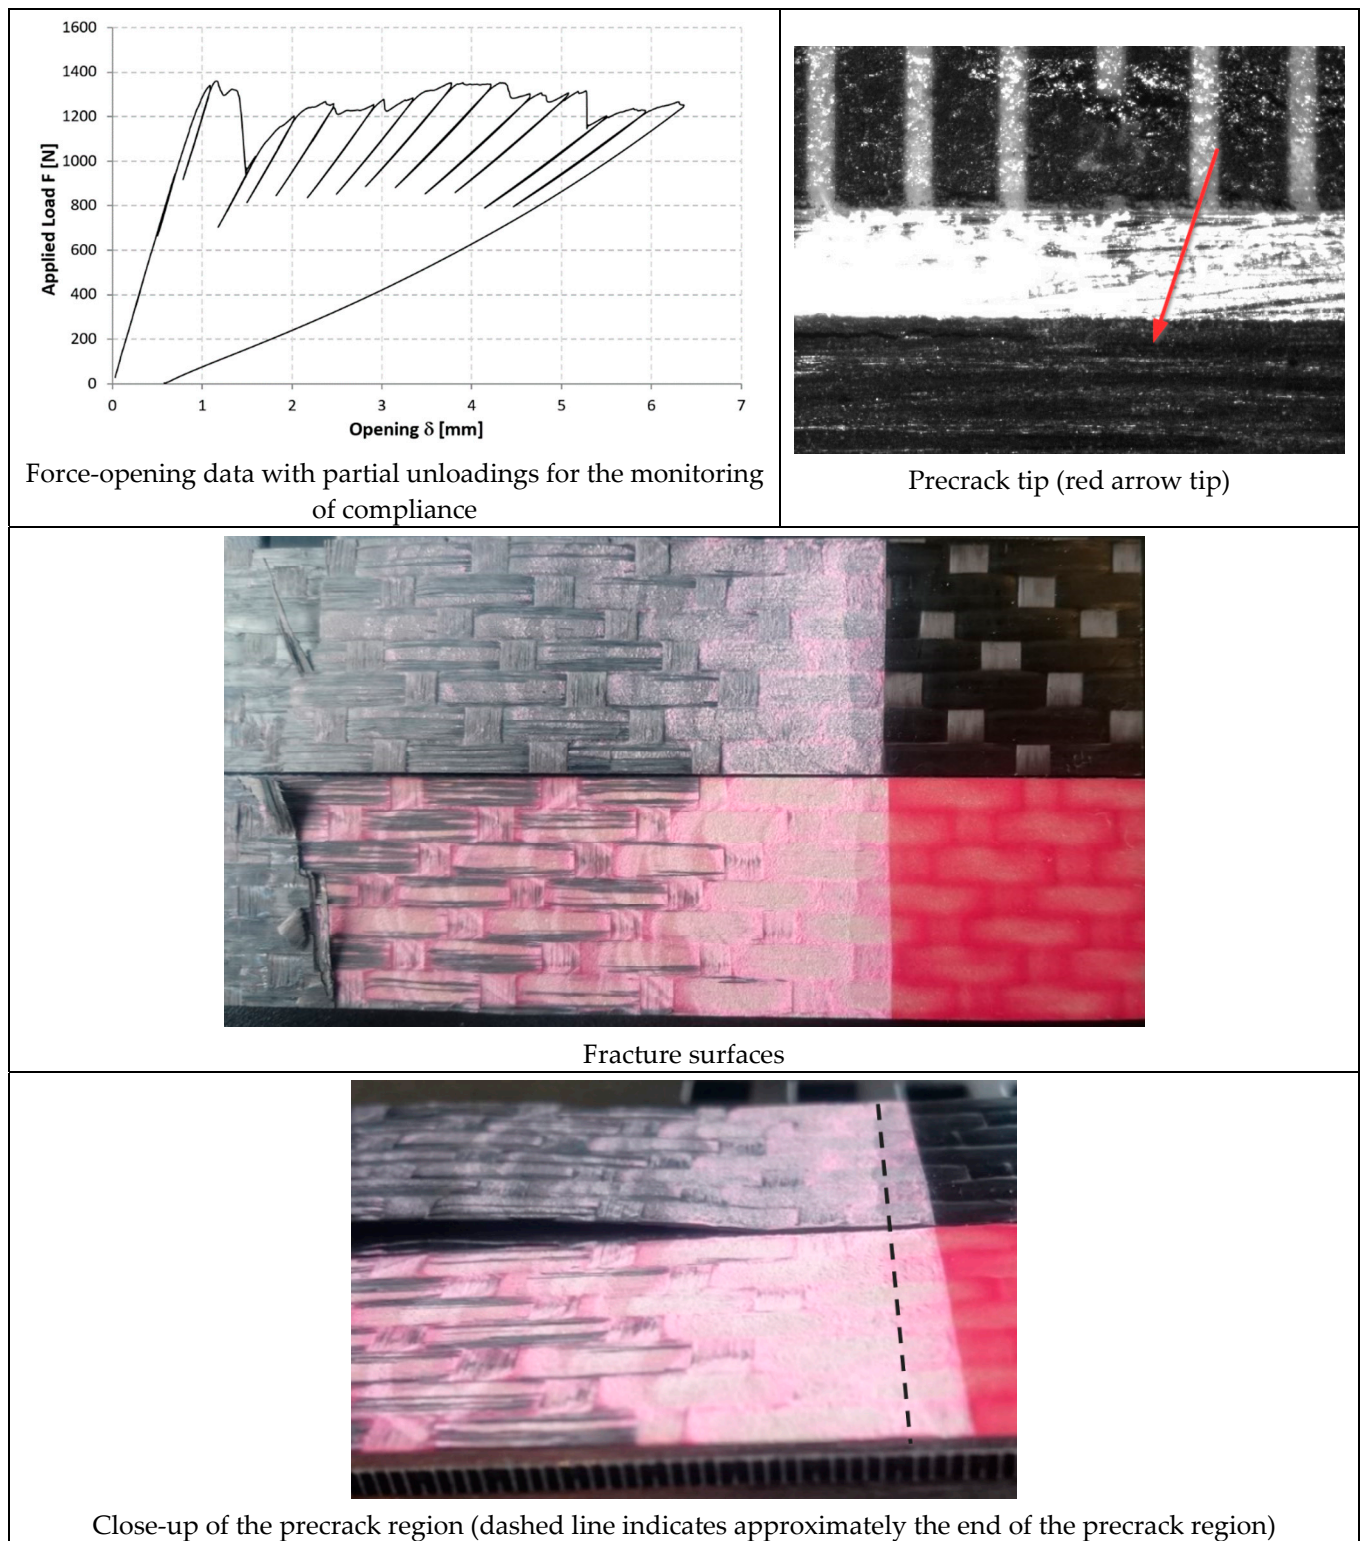 1600
1400
1200
1000
800
600
400
200
0
0 1 2 3 4 5 6 7
Applied Load F [N]
Opening δ [mm]
Force-opening data with partial unloadings for the monitoring
of compliance
Precrack tip (red arrow tip)
Fracture surfaces
Close-up of the precrack region (dashed line indicates approximately the end of the precrack region)